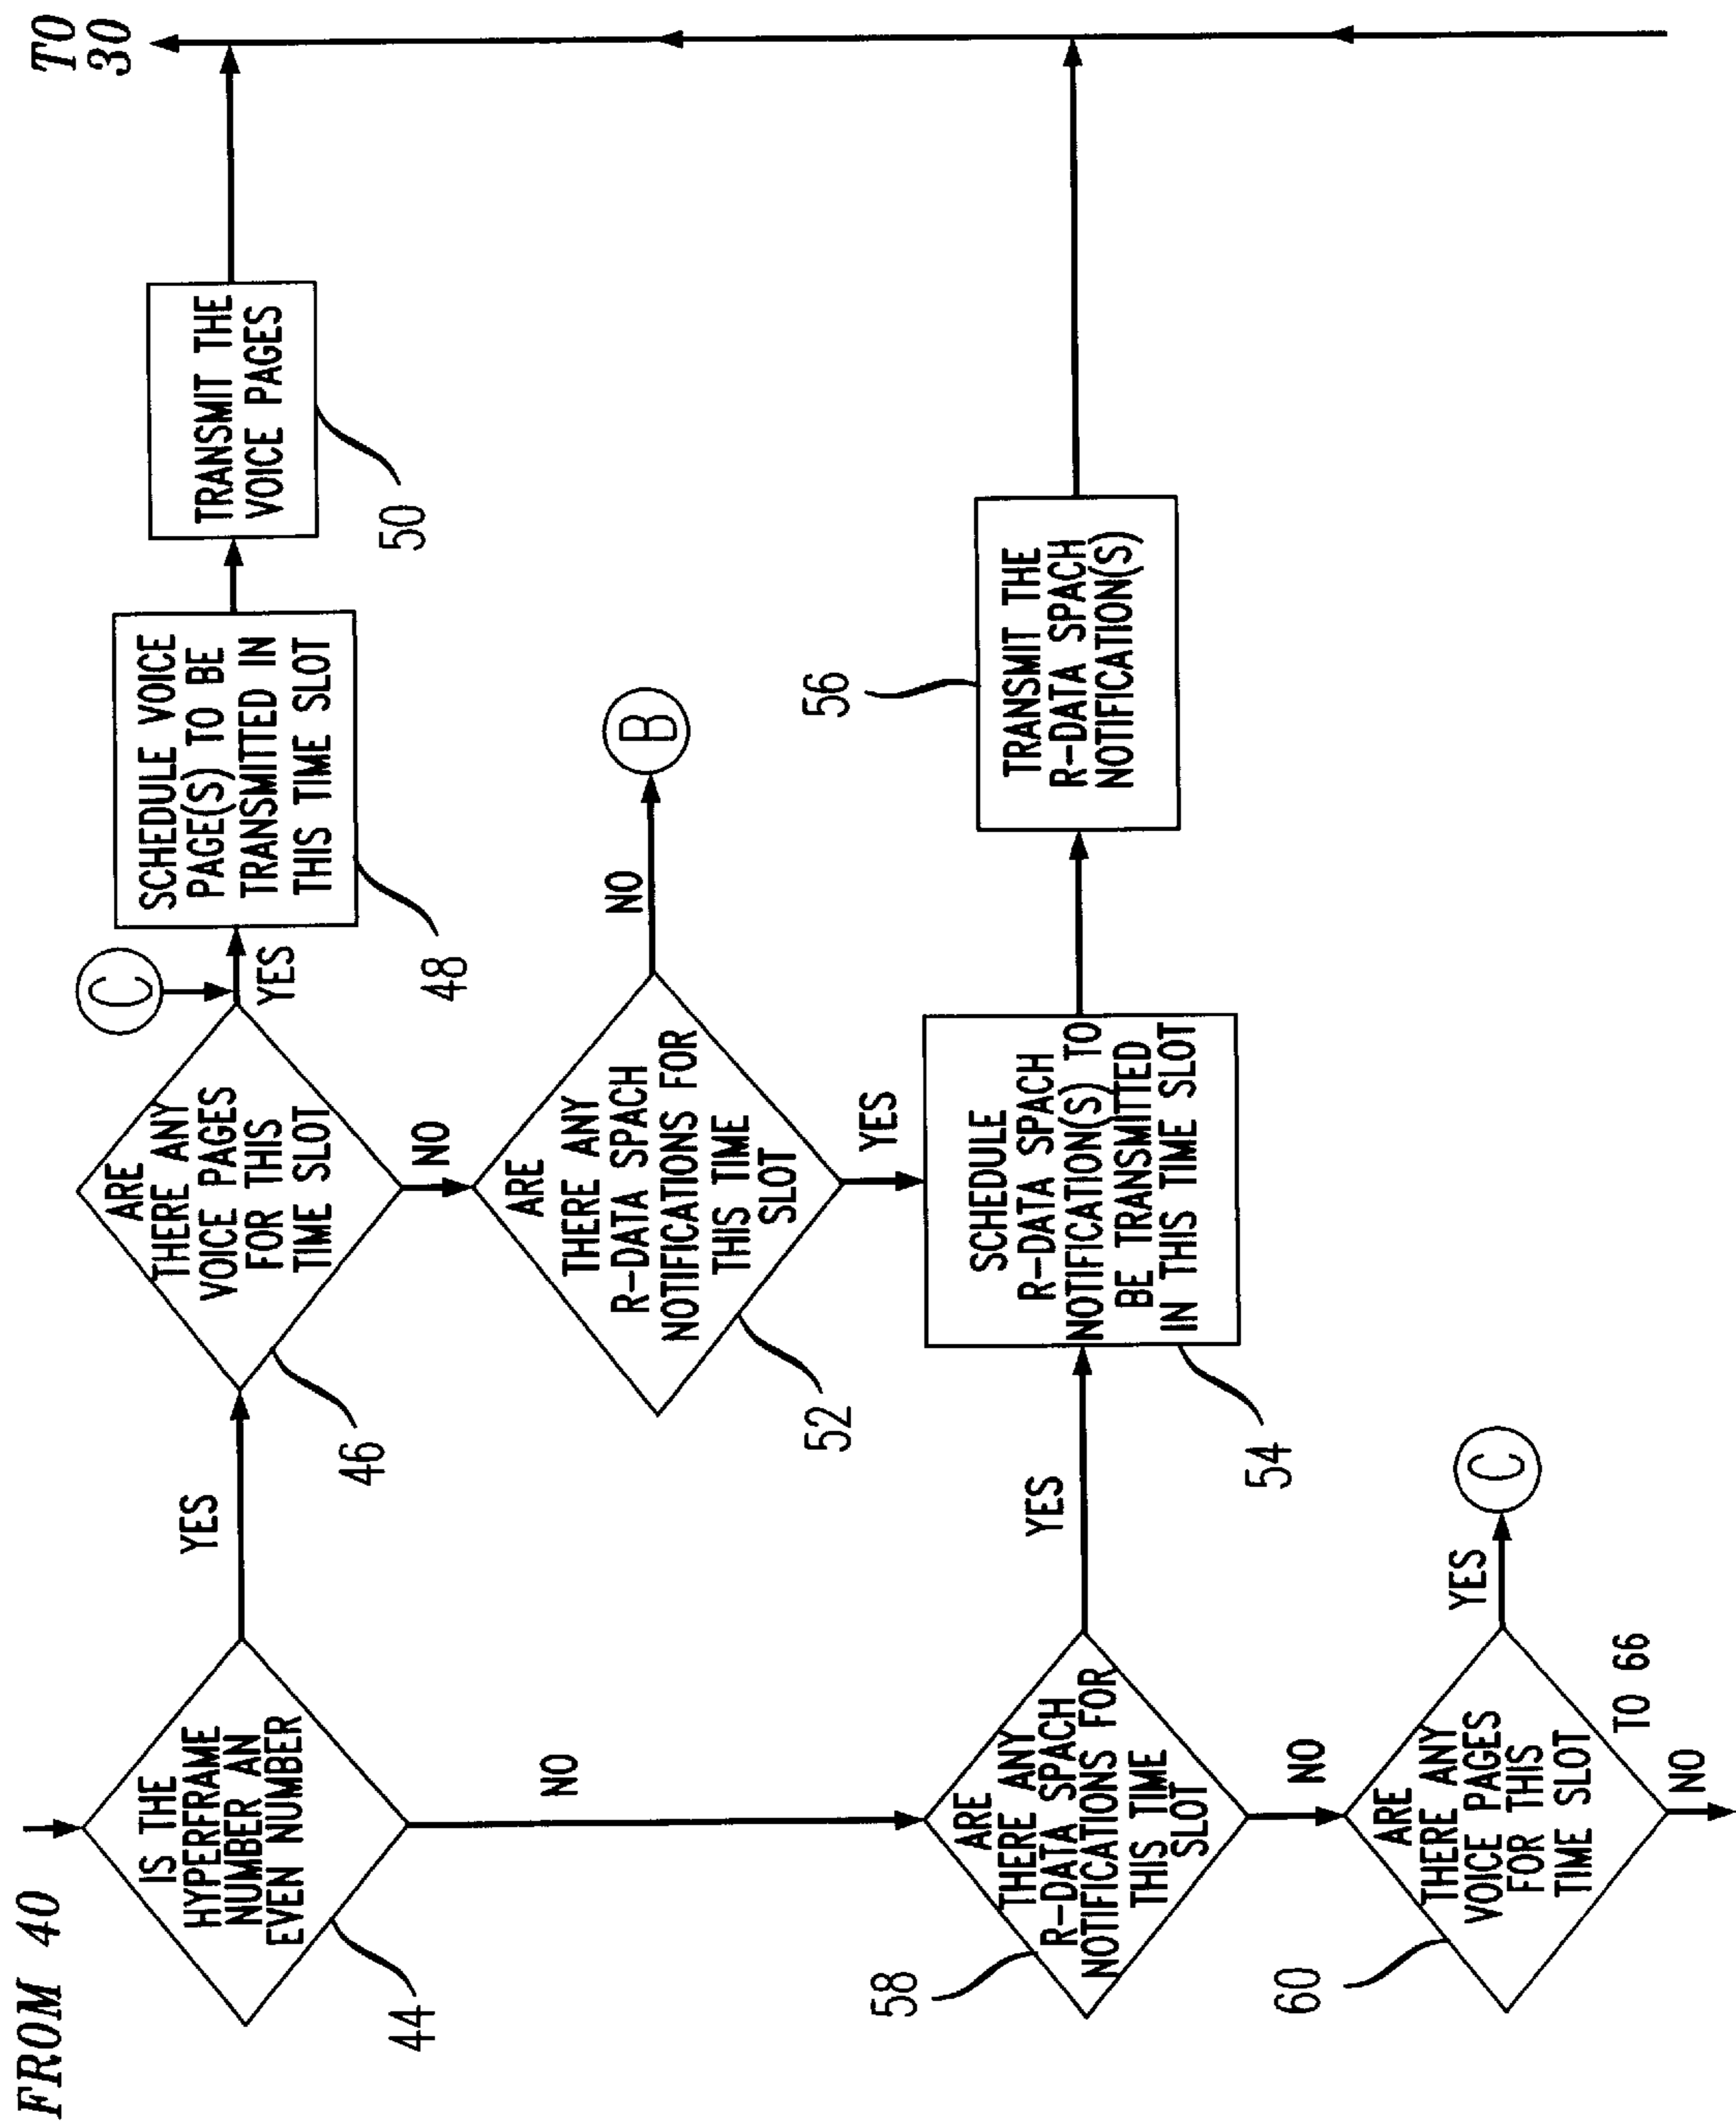 FROM 40
TO
30
IS THE
HYPERFRAME
NUMBER AN
EVEN NUMBER
44
YES
NO
ARE
THERE ANY
VOICE PAGES
FOR THIS
TIME SLOT
46
YES
NO
C
SCHEDULE VOICE
PAGE(S) TO BE
TRANSMITTED IN
THIS TIME SLOT
48
TRANSMIT THE
VOICE PAGES
50
ARE
THERE ANY
R-DATA SPACH
NOTIFICATIONS FOR
THIS TIME
SLOT
52
NO
B
YES
ARE
THERE ANY
R-DATA SPACH
NOTIFICATIONS FOR
THIS TIME
SLOT
58
YES
NO
SCHEDULE
R-DATA SPACH
NOTIFICATION(S) TO
BE TRANSMITTED
IN THIS TIME SLOT
54
TRANSMIT THE
R-DATA SPACH
NOTIFICATION(S)
56
ARE
THERE ANY
VOICE PAGES
FOR THIS
TIME SLOT
60
YES
C
NO
TO 66